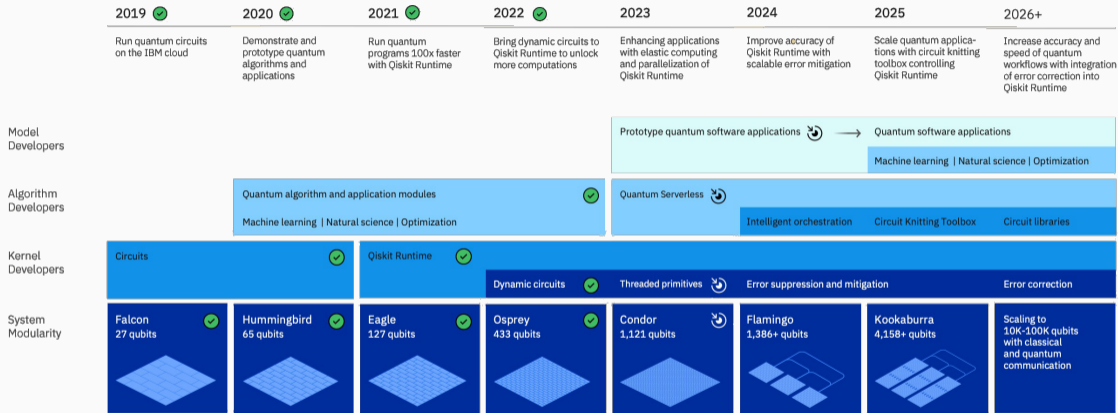 2019
2020
2021
2022
2023
2024
2025
2026+
Run quantum circuits
on the IBM cloud
Demonstrate and
prototype quantum
algorithms and
applications
Run quantum
programs 100x faster
with Qiskit Runtime
Bring dynamic circuits to
Qiskit Runtime to unlock
more computations
Enhancing applications
with elastic computing
and parallelization of
Qiskit Runtime
Improve accuracy of
Qiskit Runtime with
scalable error mitigation
Scale quantum applica-
tions with circuit knitting
toolbox controlling
Qiskit Runtime
Increase accuracy and
speed of quantum
workflows with integration
of error correction into
Qiskit Runtime
Model
Developers
Prototype quantum software applications
Quantum software applications
Machine learning | Natural science | Optimization
Algorithm
Developers
Quantum algorithm and application modules
Machine learning | Natural science | Optimization
Quantum Serverless
Intelligent orchestration
Circuit Knitting Toolbox
Circuit libraries
Kernel
Developers
Circuits
Qiskit Runtime
Dynamic circuits
Threaded primitives
Error suppression and mitigation
Error correction
System
Modularity
Falcon
27 qubits
Hummingbird
65 qubits
Eagle
127 qubits
Osprey
433 qubits
Condor
1,121 qubits
Flamingo
1,386+ qubits
Kookaburra
4,158+ qubits
Scaling to
10K-100K qubits
with classical
and quantum
communication